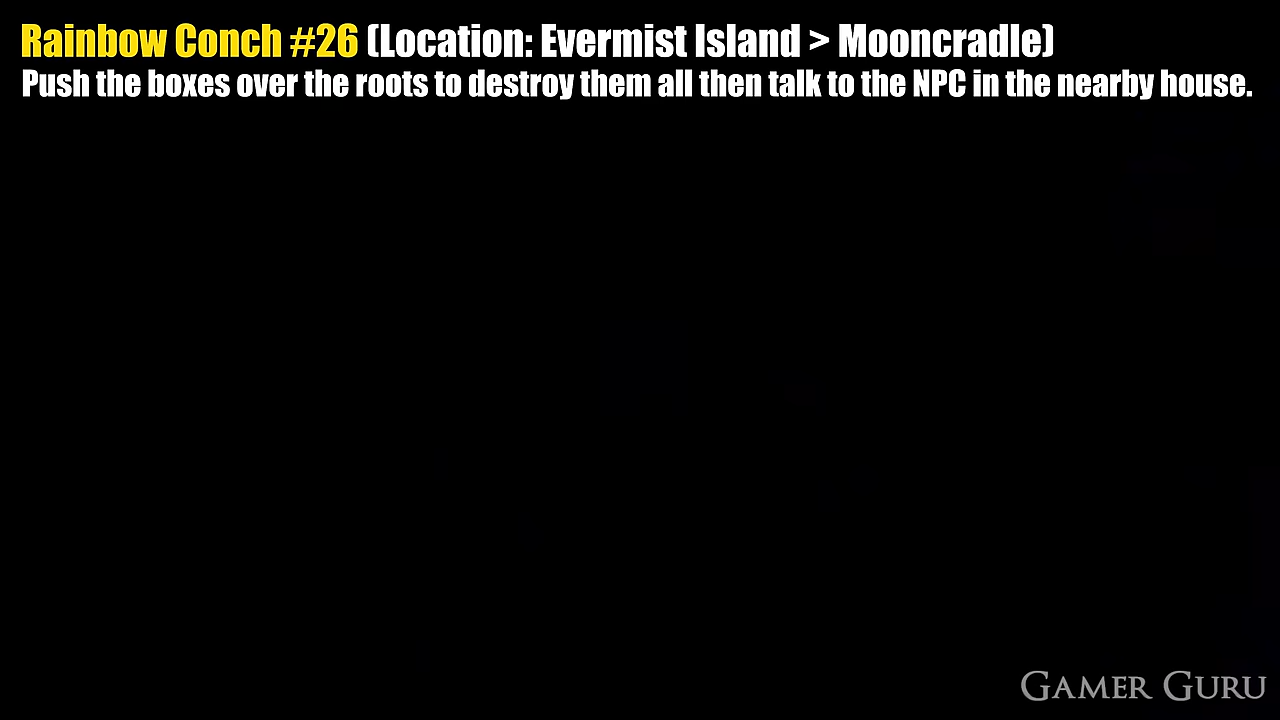 Rainbow Conch #26 (Location: Evermist Island > Mooncradle)
Push the boxes over the roots to destroy them all then talk to the NPC in the nearby house.
GAMER GURU